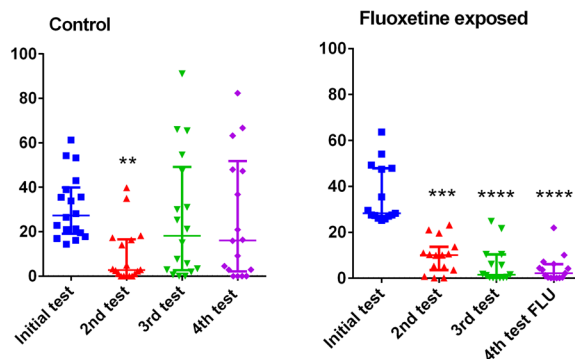 Control
100
80
60
40
20
0
**
Initial test
2nd test
3rd test
4th test
Fluoxetine exposed
100
80
60
40
20
0
***
****
****
Initial test
2nd test
3rd test
4th test FLU